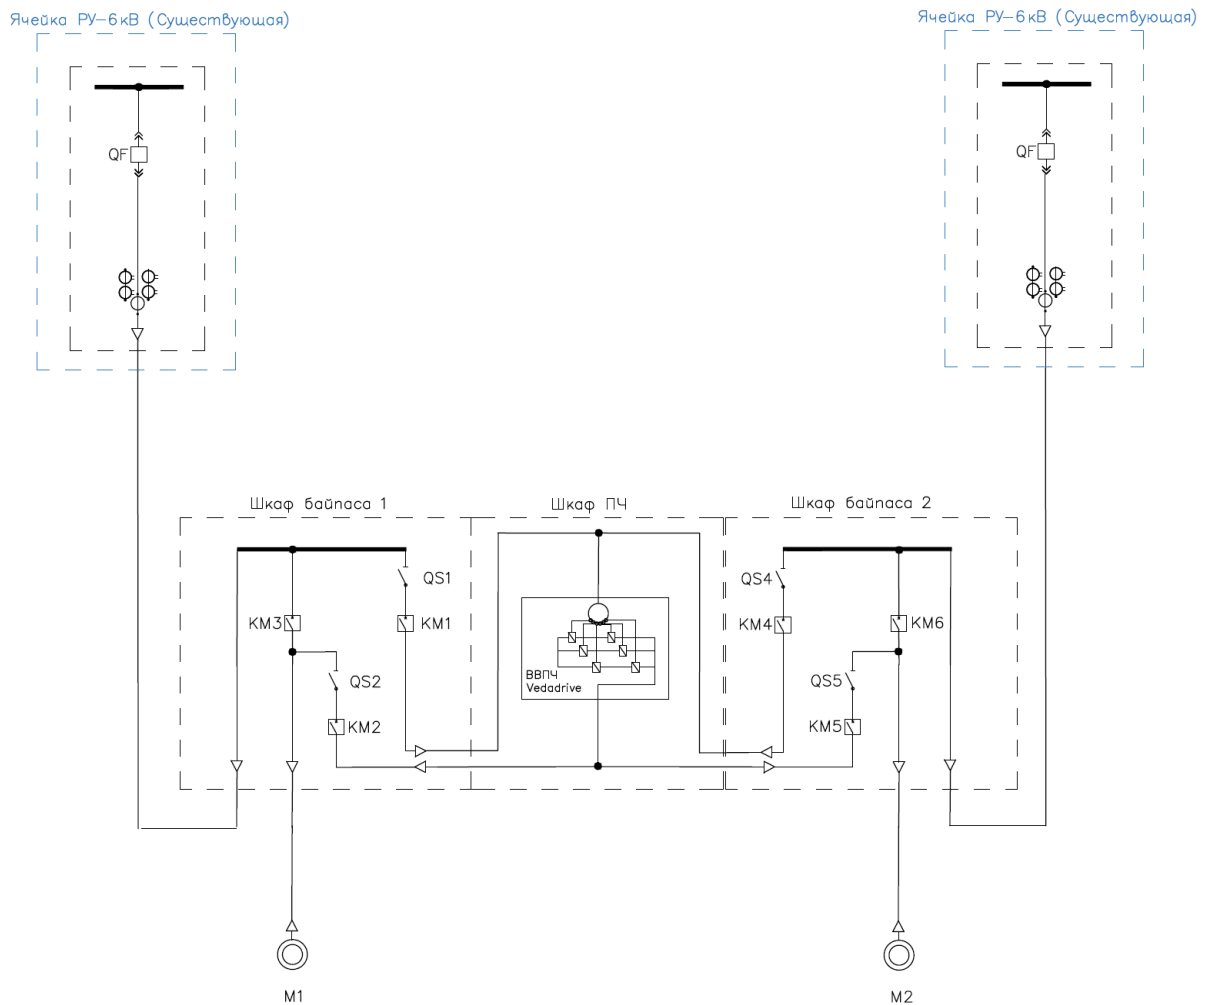 Ячейка РУ-6кВ (Существующая)
Ячейка РУ-6кВ (Существующая)
QF
QF
Шкаф байпаса 1
Шкаф ПЧ
Шкаф байпаса 2
QS1
QS4
KM3
KM1
KM4
KM6
ВВПЧ
Vedadrive
QS2
QS5
KM2
KM5
M1
M2